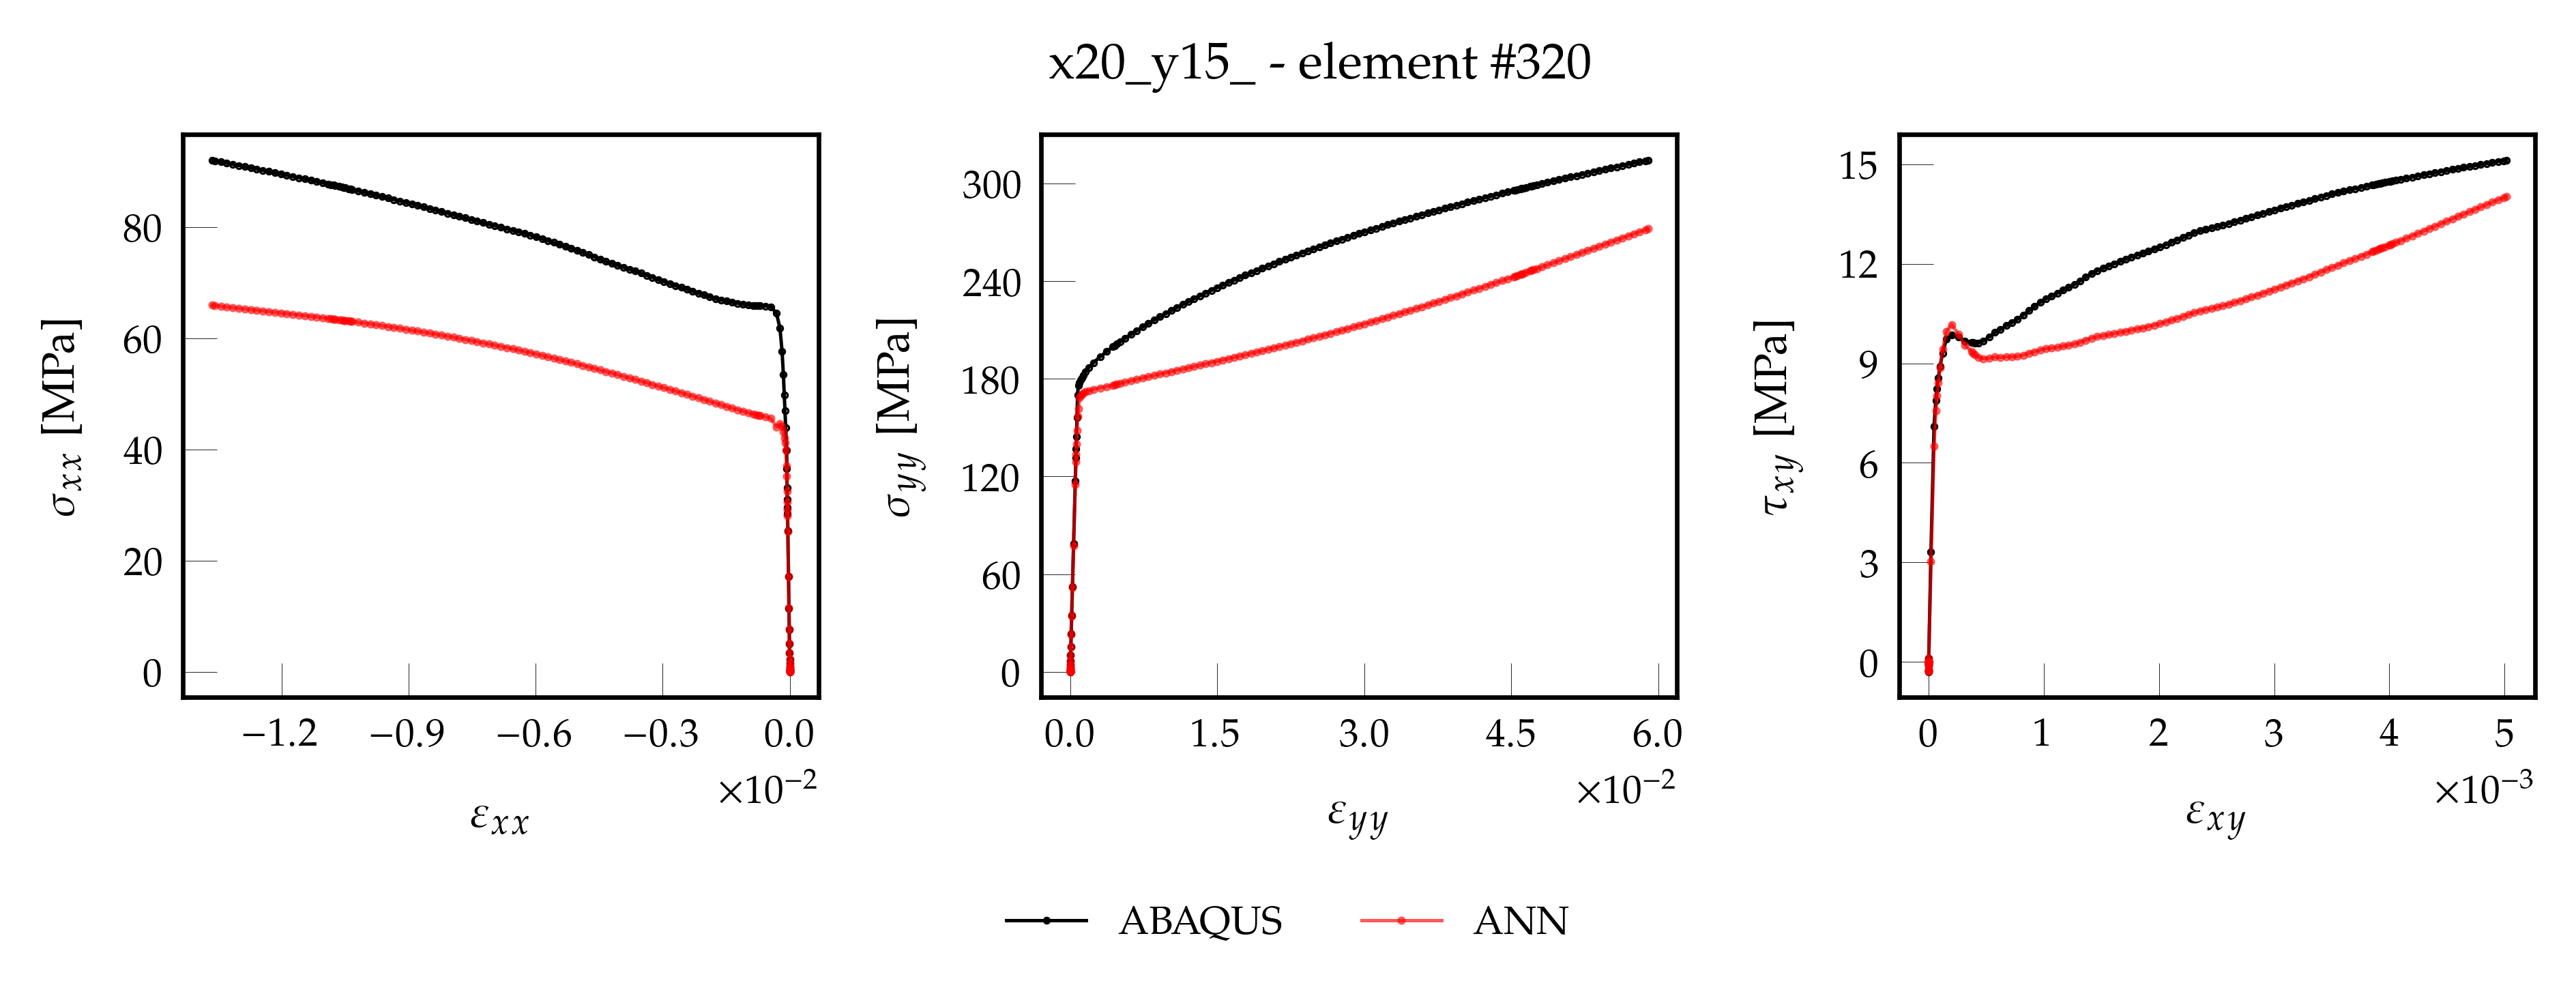 x20_y15_ - element #320
σxx [MPa]
80
60
40
20
0
−1.2 −0.9 −0.6 −0.3 0.0
×10−2
εxx
σyy [MPa]
300
240
180
120
60
0
0.0 1.5 3.0 4.5 6.0
×10−2
εyy
τxy [MPa]
15
12
9
6
3
0
0 1 2 3 4 5
×10−3
εxy
ABAQUS ANN